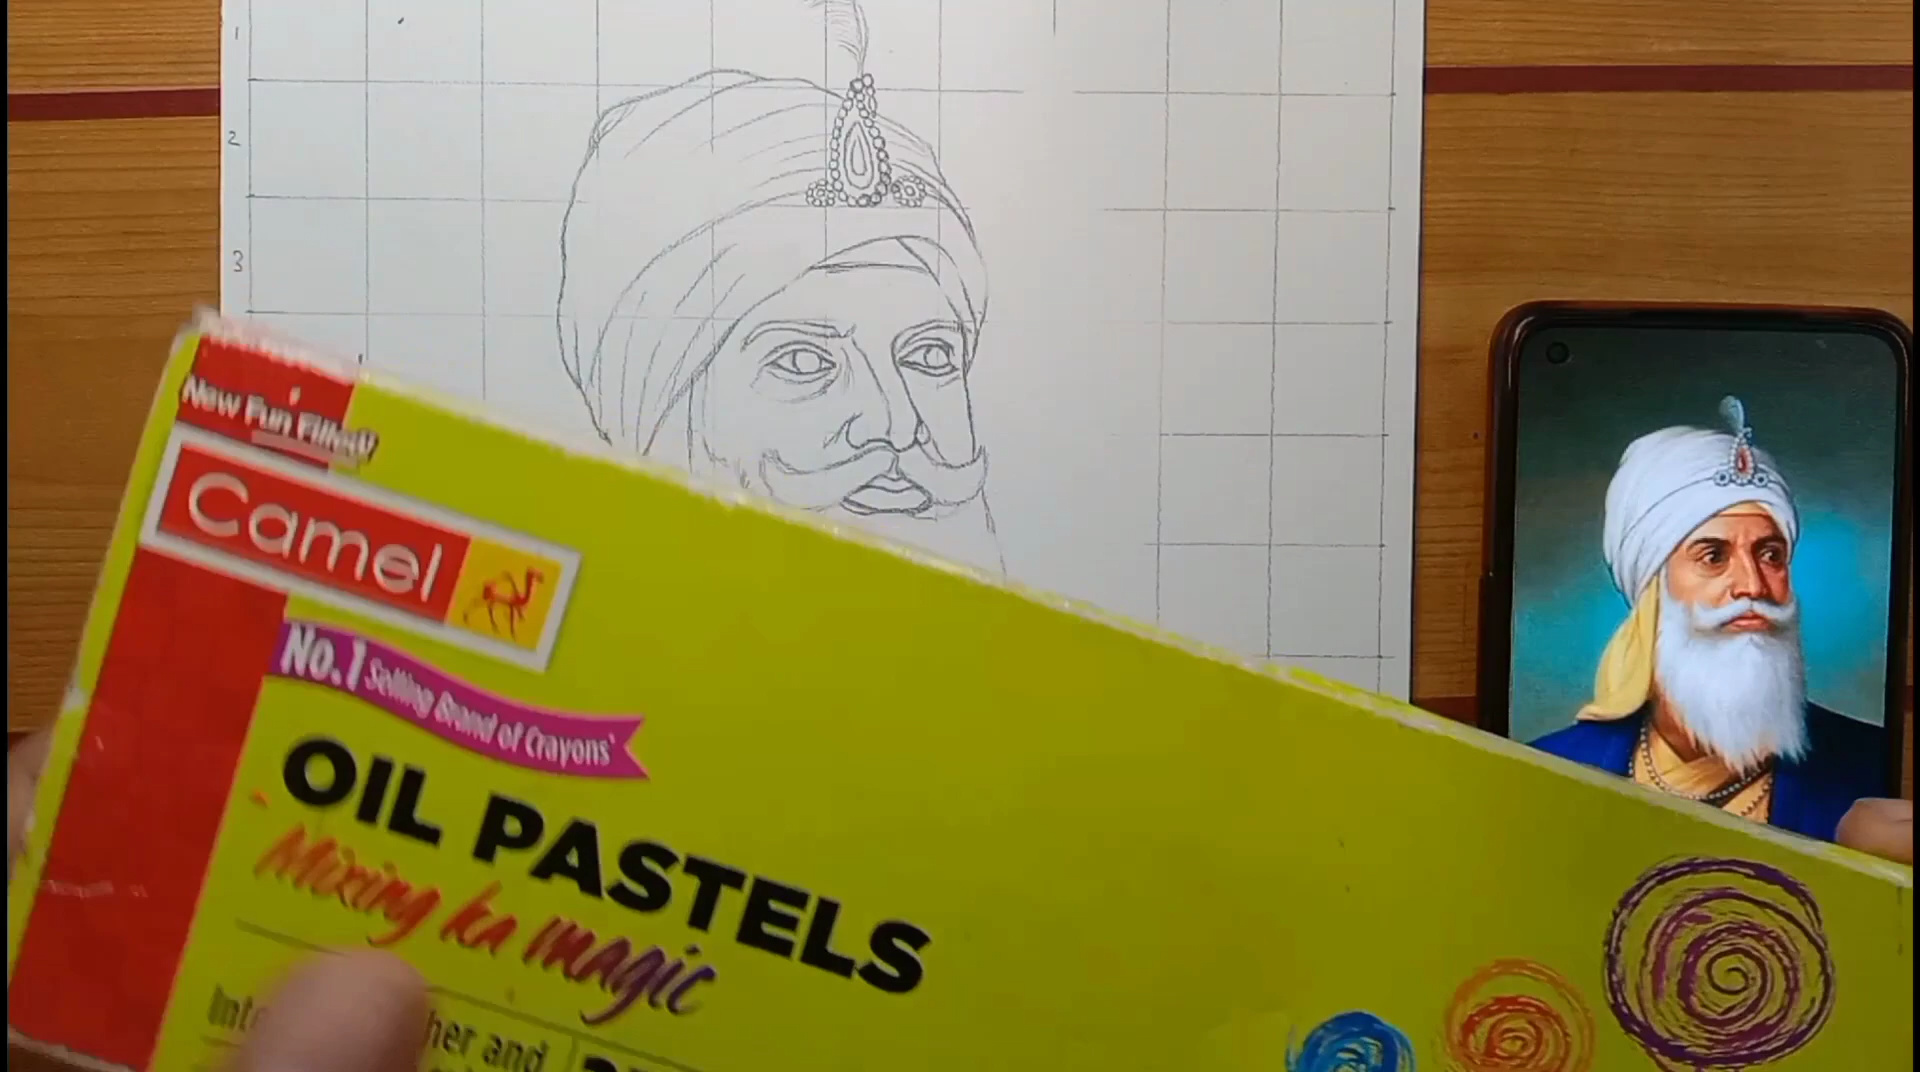 1
2
3
New Fun Filled!
Camel
No.1 Selling Brand of Crayons*
OIL PASTELS
Mixing ka magic
her and